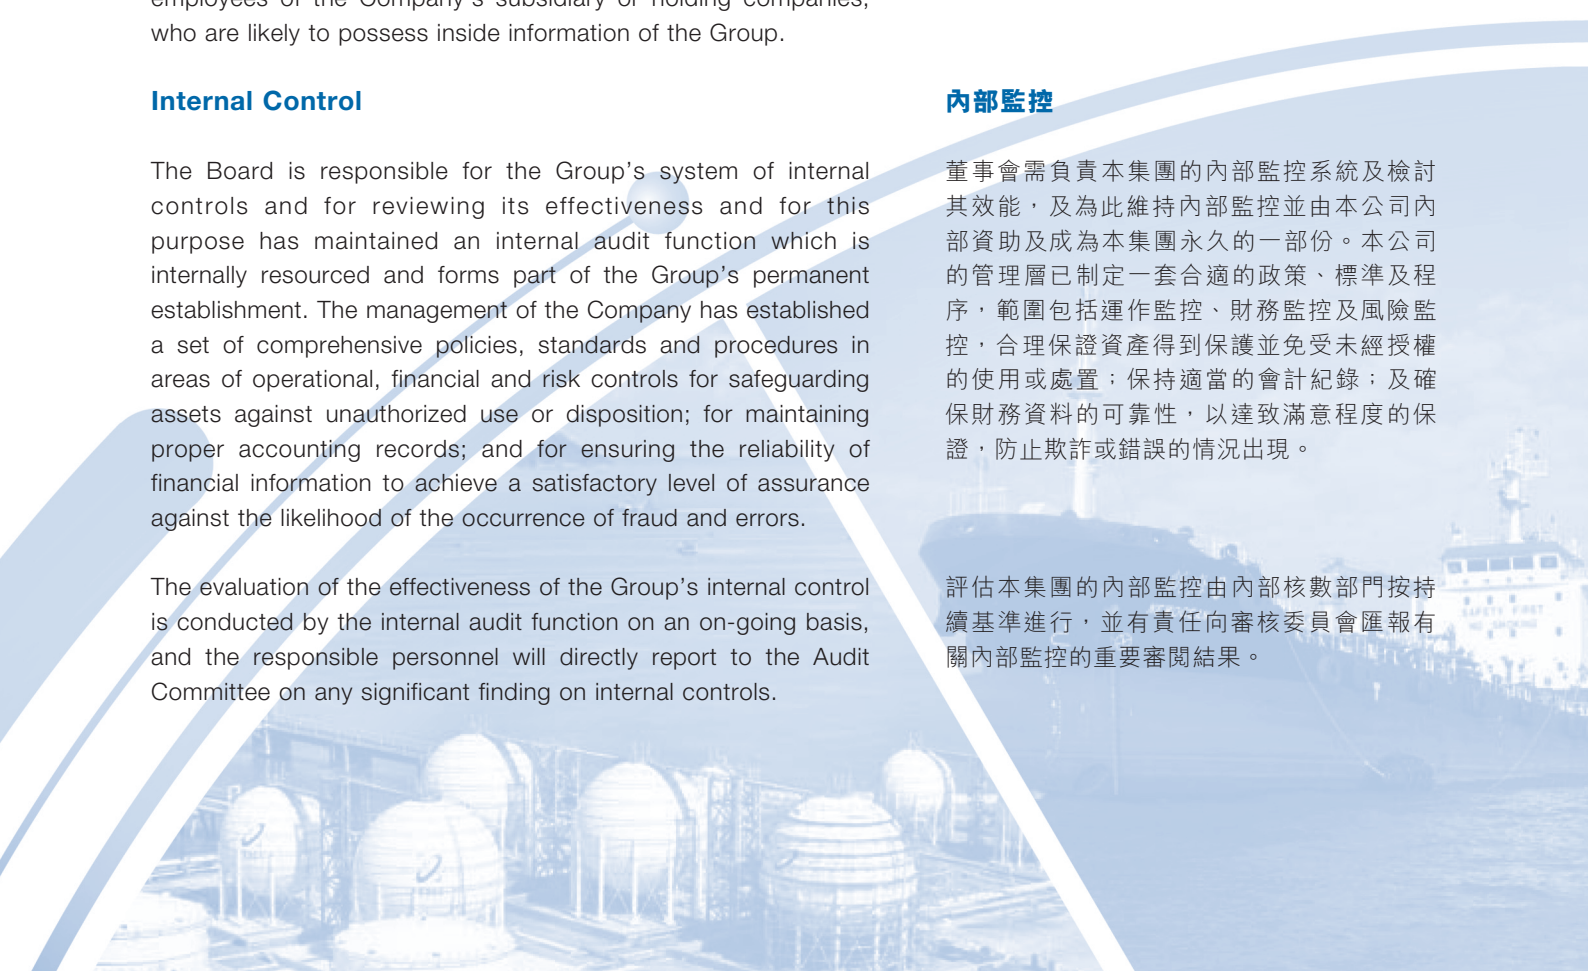 employees of the Company's subsidiary or holding companies,
who are likely to possess inside information of the Group.
Internal Control
The Board is responsible for the Group's system of internal
controls and for reviewing its effectiveness and for this
purpose has maintained an internal audit function which is
internally resourced and forms part of the Group's permanent
establishment. The management of the Company has established
a set of comprehensive policies, standards and procedures in
areas of operational, financial and risk controls for safeguarding
assets against unauthorized use or disposition; for maintaining
proper accounting records; and for ensuring the reliability of
financial information to achieve a satisfactory level of assurance
against the likelihood of the occurrence of fraud and errors.
The evaluation of the effectiveness of the Group's internal control
is conducted by the internal audit function on an on-going basis,
and the responsible personnel will directly report to the Audit
Committee on any significant finding on internal controls.
內部監控
董事會需負責本集團的內部監控系統及檢討
其效能，及為此維持內部監控並由本公司內
部資助及成為本集團永久的一部份。本公司
的管理層已制定一套合適的政策、標準及程
序，範圍包括運作監控、財務監控及風險監
控，合理保證資產得到保護並免受未經授權
的使用或處置；保持適當的會計紀錄；及確
保財務資料的可靠性，以達致滿意程度的保
證，防止欺詐或錯誤的情況出現。
評估本集團的內部監控由內部核數部門按持
續基準進行，並有責任向審核委員會匯報有
關內部監控的重要審閱結果。
SAFETY FIRST
NO SMOKING